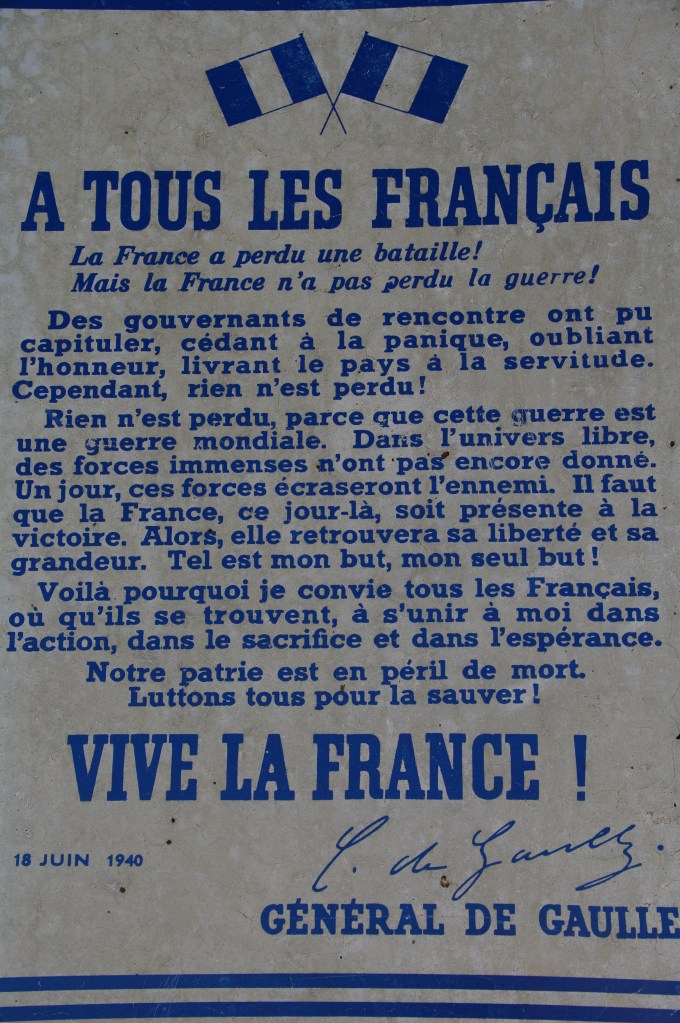 A TOUS LES FRANÇAIS
La France a perdu une bataille!
Mais la France n'a pas perdu la guerre!
Des gouvernants de rencontre ont pu
capituler, cédant à la panique, oubliant
l'honneur, livrant le pays à la servitude.
Cependant, rien n'est perdu!
Rien n'est perdu, parce que cette guerre est
une guerre mondiale. Dans l'univers libre,
des forces immenses n'ont pas encore donné.
Un jour, ces forces écraseront l'ennemi. Il faut
que la France, ce jour-là, soit présente à la
victoire. Alors, elle retrouvera sa liberté et sa
grandeur. Tel est mon but, mon seul but!
Voilà pourquoi je convie tous les Français,
où qu'ils se trouvent, à s'unir à moi dans
l'action, dans le sacrifice et dans l'espérance.
Notre patrie est en péril de mort.
Luttons tous pour la sauver!
VIVE LA FRANCE !
18 JUIN 1940
C. de Gaulle.
GÉNÉRAL DE GAULLE